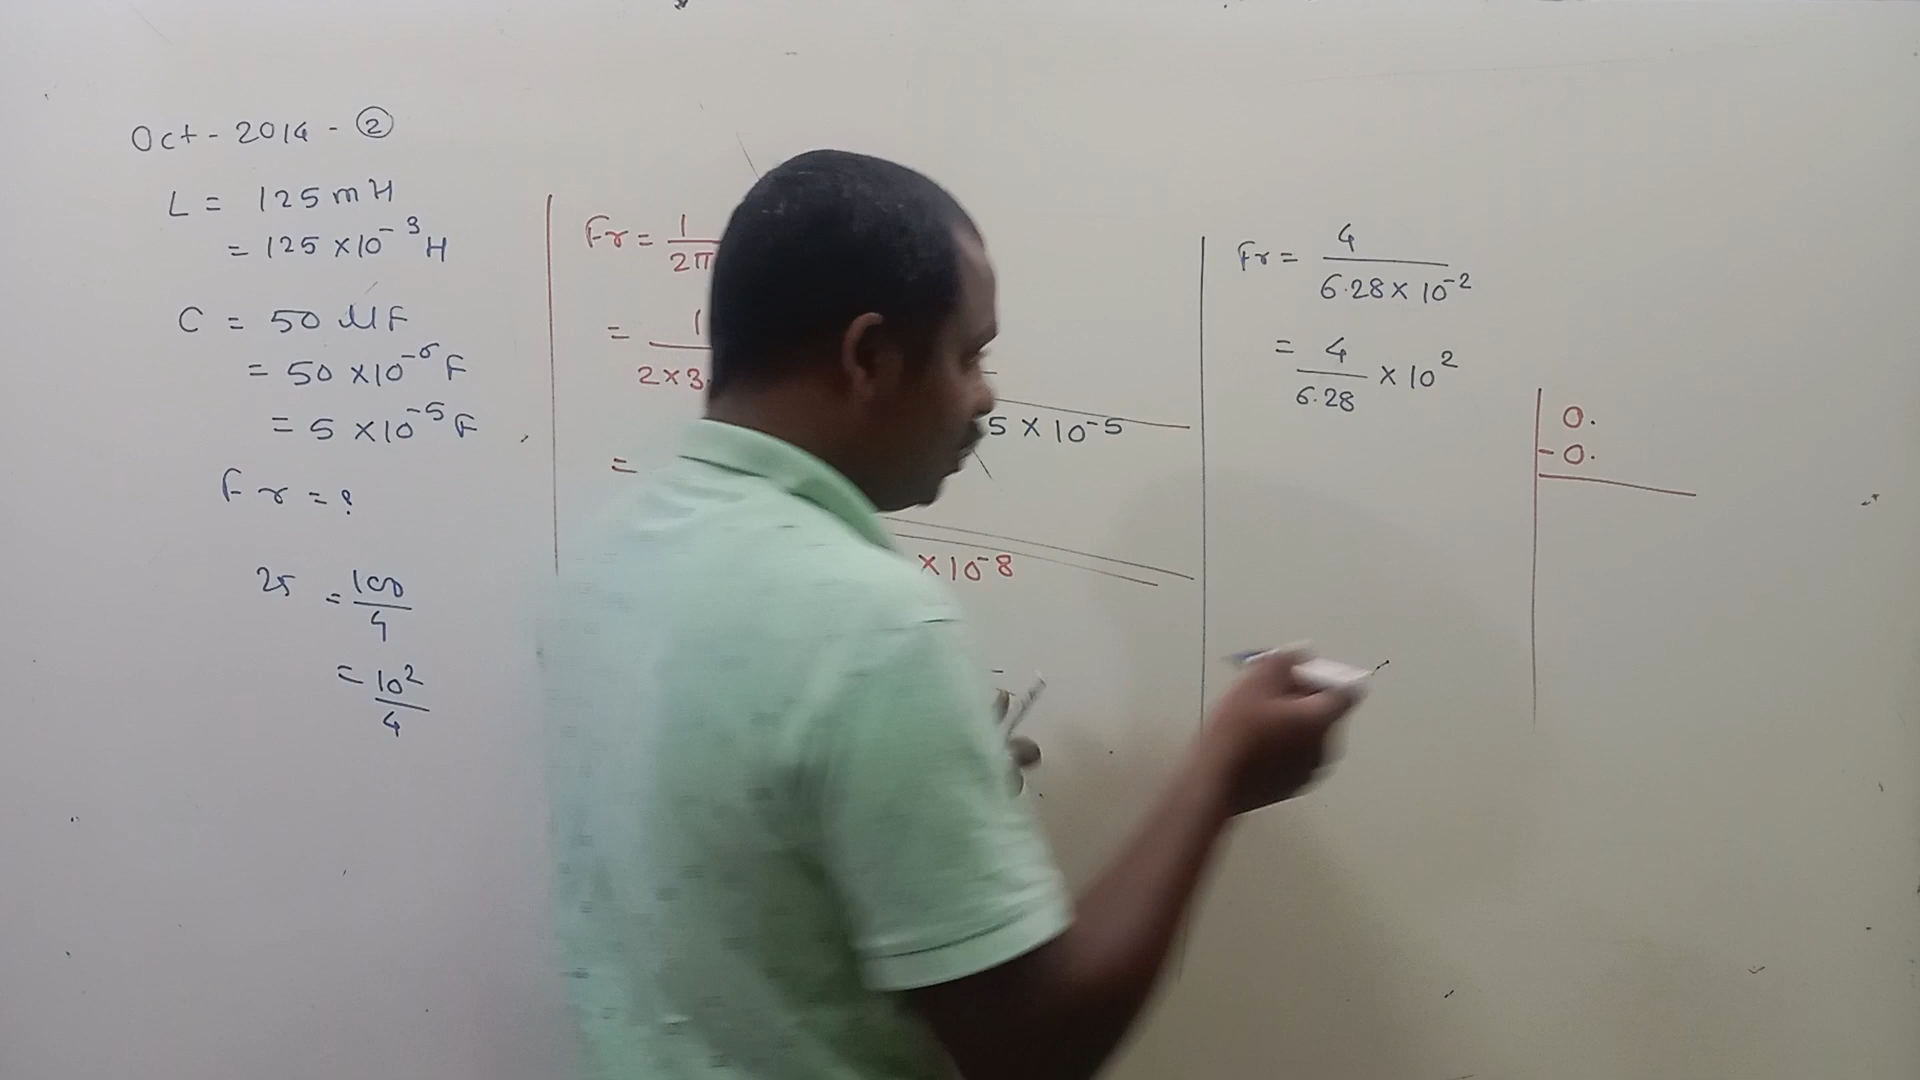 Oct - 2014 - ②
L = 125 mH
= 125 × 10⁻³ H
C = 50 μF
= 50 × 10⁻⁶ F
= 5 × 10⁻⁵ F
Fr = ?
25 = 100/4
= 10²/4
Fr = 1/2π
= 1/2×3.
5 × 10⁻⁵
=
× 10⁻⁸
Fr = 4/6.28 × 10⁻²
= 4/6.28 × 10²
0.
- 0.